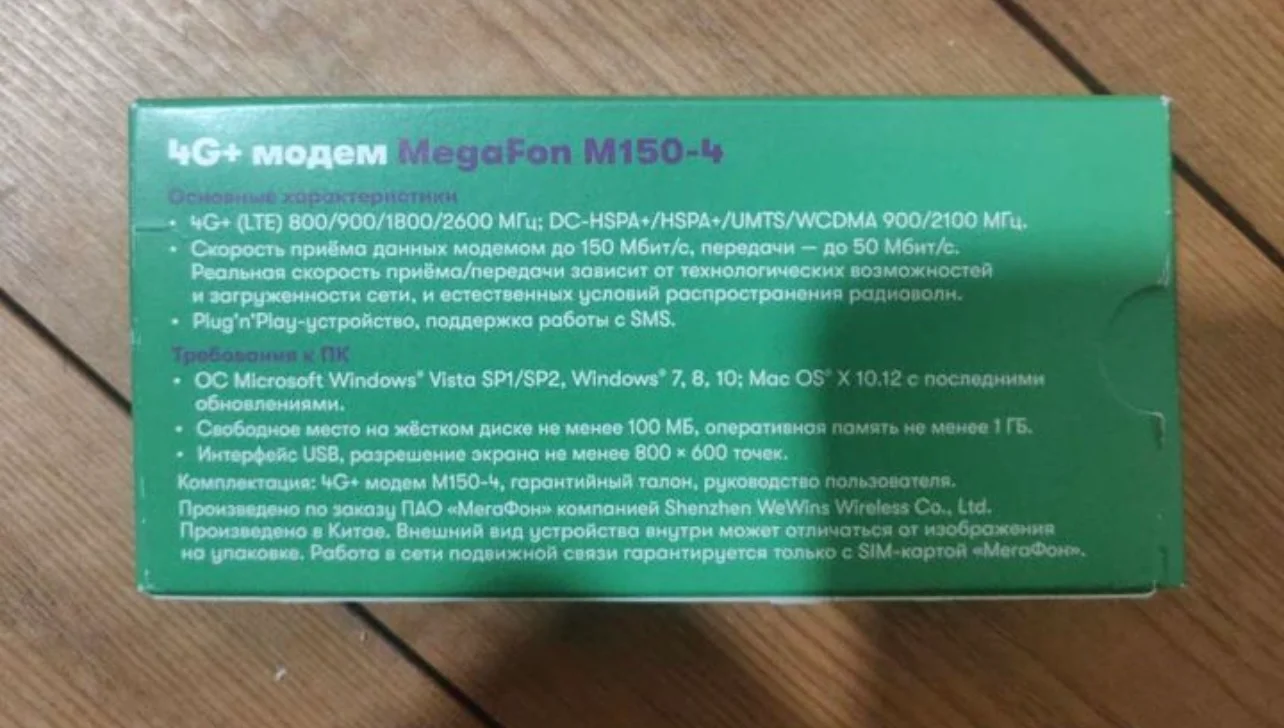 4G+ модем MegaFon M150-4
Основные характеристики
• 4G+ (LTE) 800/900/1800/2600 МГц; DC-HSPA+/HSPA+/UMTS/WCDMA 900/2100 МГц.
• Скорость приёма данных модемом до 150 Мбит/с, передачи — до 50 Мбит/с.
Реальная скорость приёма/передачи зависит от технологических возможностей
и загруженности сети, и естественных условий распространения радиоволн.
• Plug'n'Play-устройство, поддержка работы с SMS.
Требования к ПК
• ОС Microsoft Windows® Vista SP1/SP2, Windows® 7, 8, 10; Mac OS® X 10.12 с последними
обновлениями.
• Свободное место на жёстком диске не менее 100 МБ, оперативная память не менее 1 ГБ.
• Интерфейс USB, разрешение экрана не менее 800 × 600 точек.
Комплектация: 4G+ модем M150-4, гарантийный талон, руководство пользователя.
Произведено по заказу ПАО «МегаФон» компанией Shenzhen WeWins Wireless Co., Ltd.
Произведено в Китае. Внешний вид устройства внутри может отличаться от изображения
на упаковке. Работа в сети подвижной связи гарантируется только с SIM-картой «МегаФон».